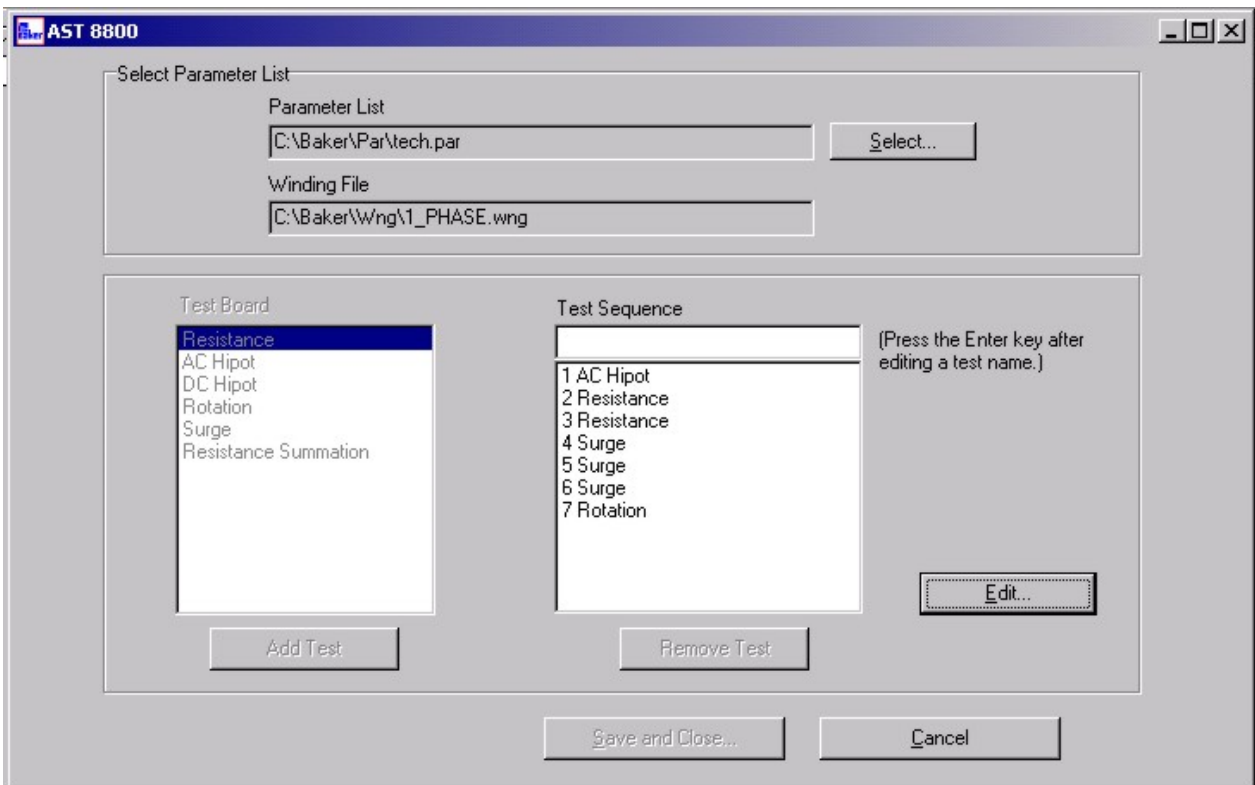 AST 8800
Select Parameter List
Parameter List
C:\Baker\Par\tech.par
Select...
Winding File
C:\Baker\Wng\1_PHASE.wng
Test Board
Test Sequence
Resistance
AC Hipot
DC Hipot
Rotation
Surge
Resistance Summation
(Press the Enter key after
editing a test name.)
1 AC Hipot
2 Resistance
3 Resistance
4 Surge
5 Surge
6 Surge
7 Rotation
Edit...
Add Test
Remove Test
Save and Close...
Cancel